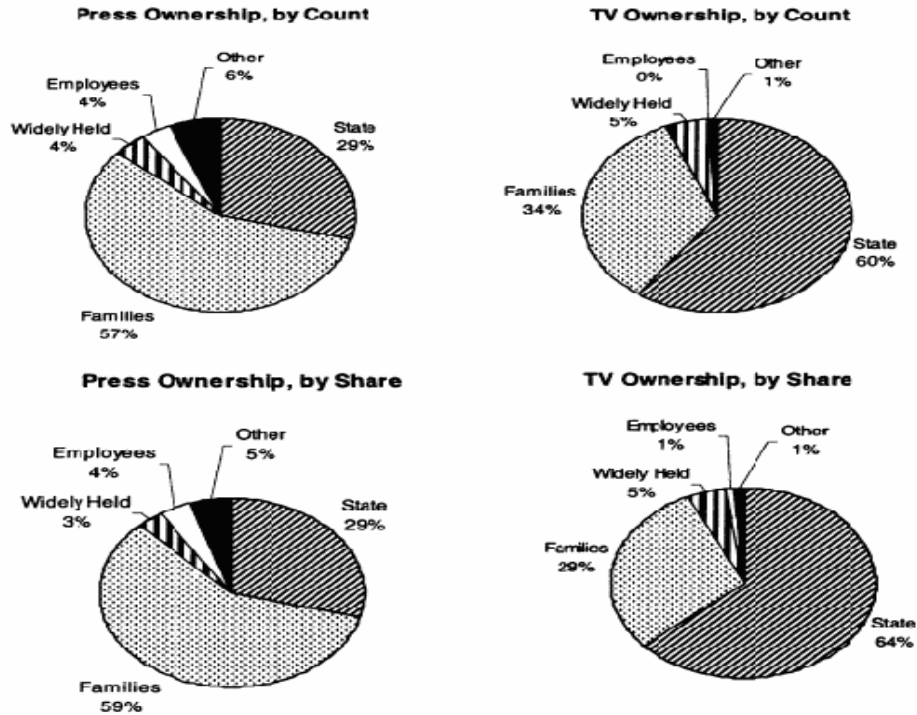 Press Ownership, by Count
Other
6%
Employees
4%
Widely Held
4%
State
29%
Families
57%
TV Ownership, by Count
Employees
0%
Other
1%
Widely Held
5%
Families
34%
State
60%
Press Ownership, by Share
Other
5%
Employees
4%
Widely Held
3%
State
29%
Families
59%
TV Ownership, by Share
Employees
1%
Other
1%
Widely Held
5%
Families
29%
State
64%